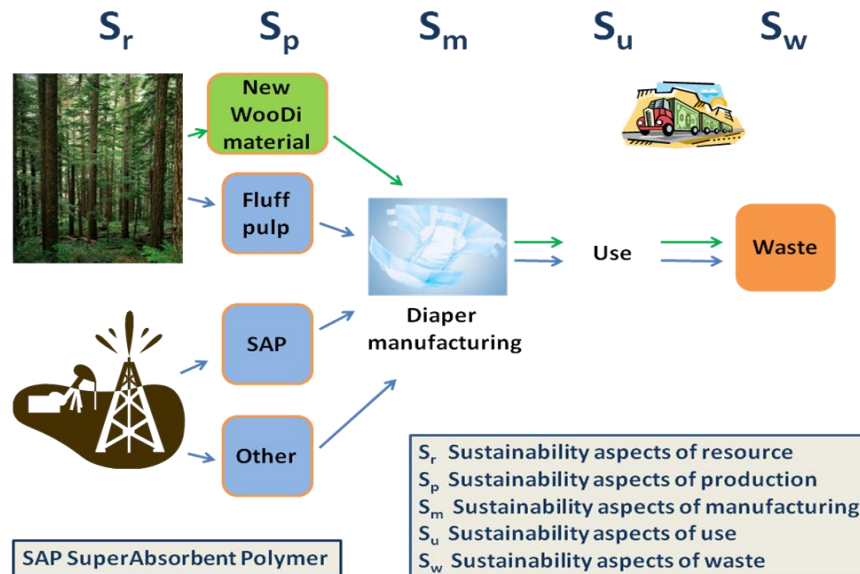 Sr Sp Sm Su Sw
New
WooDi
material
Fluff
pulp
SAP
Other
Diaper
manufacturing
Use
Waste
Sr Sustainability aspects of resource
Sp Sustainability aspects of production
Sm Sustainability aspects of manufacturing
Su Sustainability aspects of use
Sw Sustainability aspects of waste
SAP SuperAbsorbent Polymer